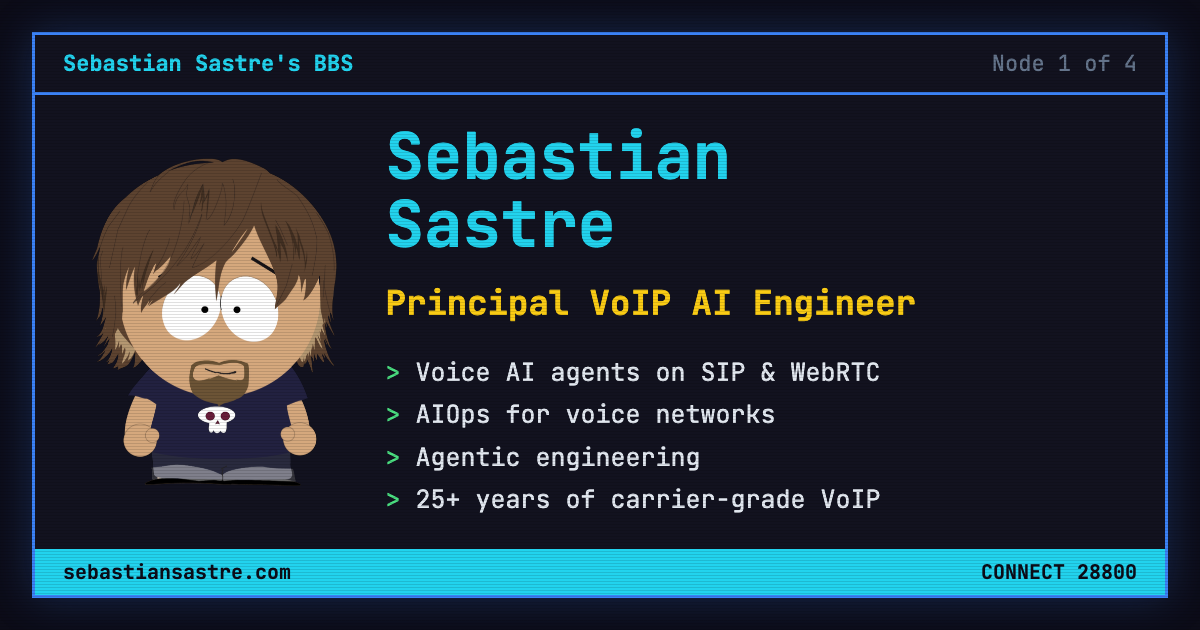 Sebastian Sastre's BBS
Node 1 of 4
Sebastian
Sastre
Principal VoIP AI Engineer
> Voice AI agents on SIP & WebRTC
> AIOps for voice networks
> Agentic engineering
> 25+ years of carrier-grade VoIP
sebastiansastre.com
CONNECT 28800